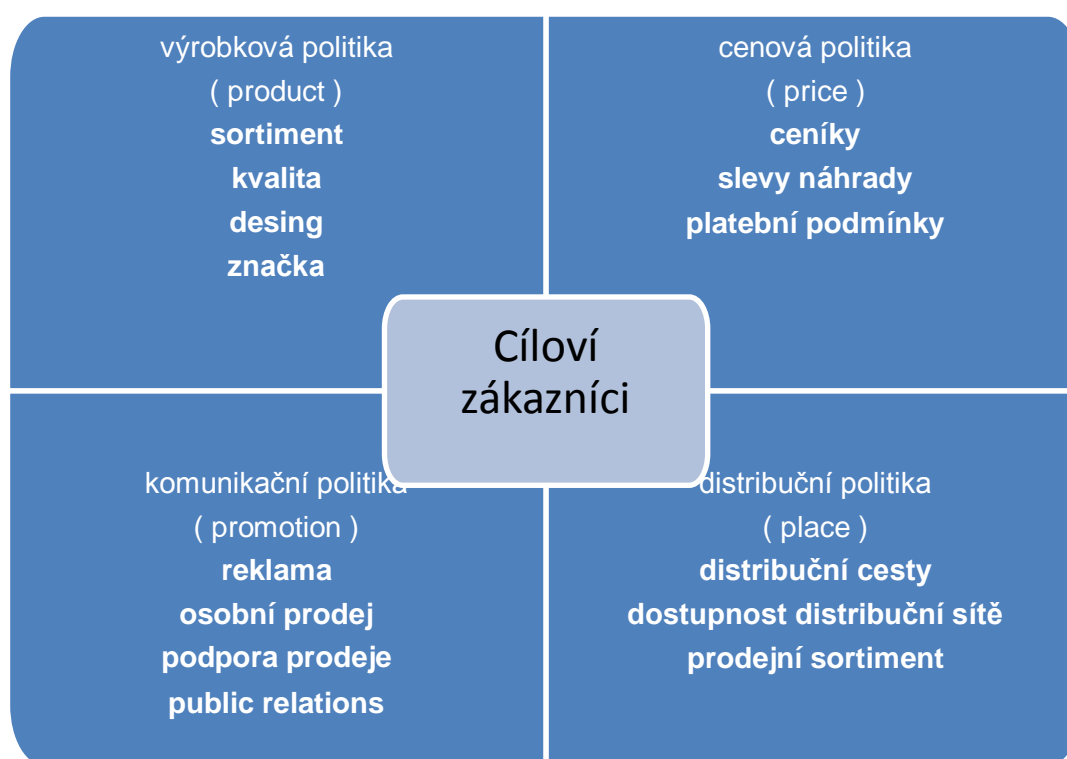 výrobková politika
( product )
sortiment
kvalita
desing
značka
cenová politika
( price )
ceníky
slevy náhrady
platební podmínky
Cíloví
zákazníci
komunikační politika
( promotion )
reklama
osobní prodej
podpora prodeje
public relations
distribuční politika
( place )
distribuční cesty
dostupnost distribuční sítě
prodejní sortiment